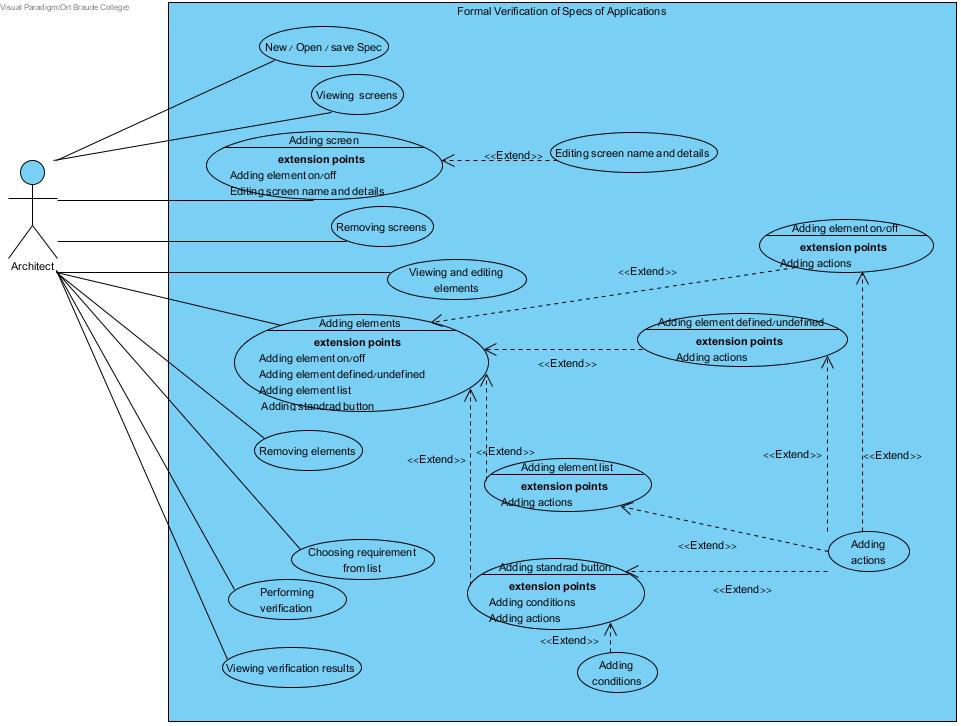 Visual Paradigm(Ort Braude College)
Formal Verification of Specs of Applications
New / Open / save Spec
Viewing screens
Adding screen
extension points
Adding element on/off
Editing screen name and details
<<Extend>>
Editing screen name and details
Removing screens
Architect
Viewing and editing
elements
Adding element on/off
extension points
Adding actions
<<Extend>>
Adding elements
extension points
Adding element on/off
Adding element defined/undefined
Adding element list
Adding standrad button
Adding element defined/undefined
extension points
Adding actions
<<Extend>>
Removing elements
<<Extend>>
<<Extend>>
<<Extend>>
<<Extend>>
Adding element list
extension points
Adding actions
Choosing requirement
from list
<<Extend>>
Adding
actions
Performing
verification
Adding standrad button
extension points
Adding conditions
Adding actions
<<Extend>>
<<Extend>>
Viewing verification results
Adding
conditions